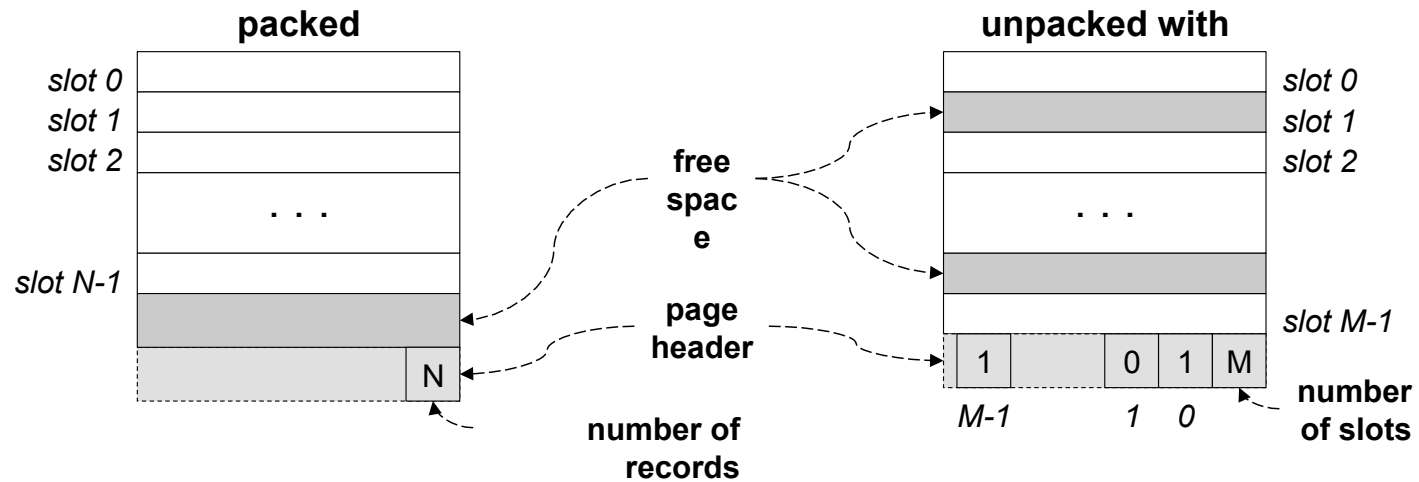 packed
unpacked with
slot 0
slot 1
slot 2
. . .
slot N-1
N
free
spac
e
page
header
number of
records
slot 0
slot 1
slot 2
. . .
slot M-1
1
0
1
M
M-1
1
0
number
of slots